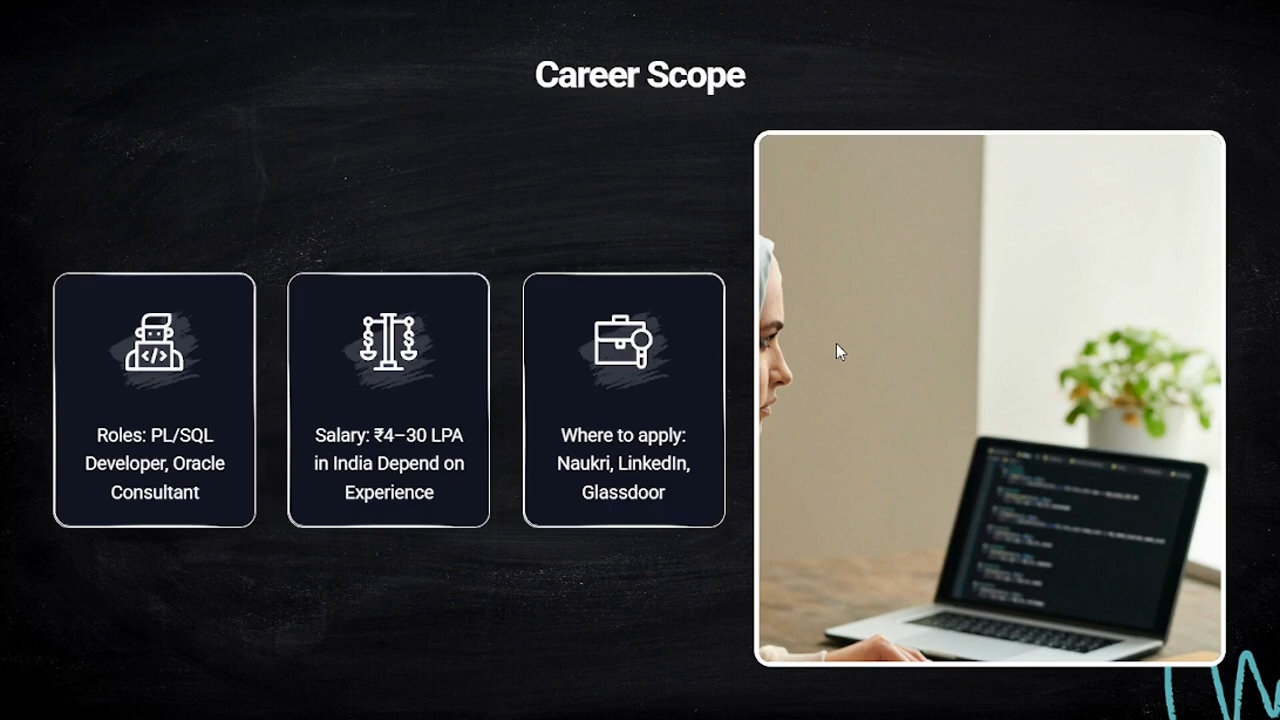 Career Scope
Roles: PL/SQL
Developer, Oracle
Consultant
Salary: ₹4–30 LPA
in India Depend on
Experience
Where to apply:
Naukri, LinkedIn,
Glassdoor